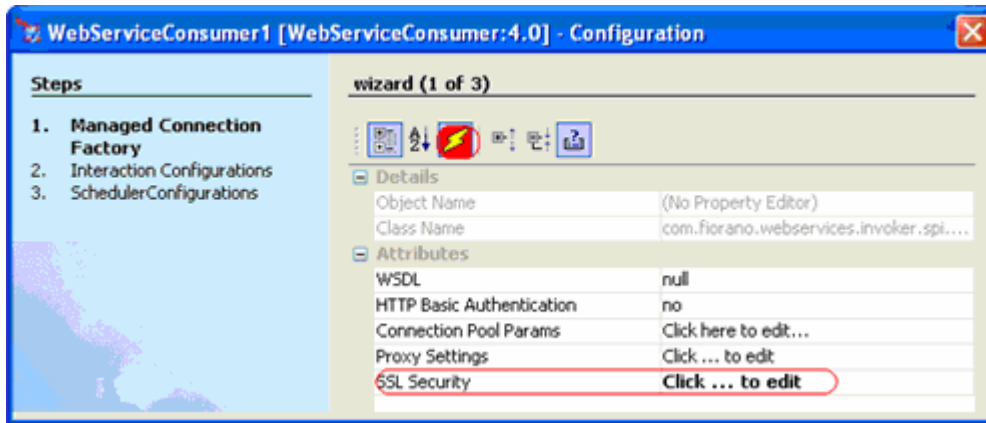 WebServiceConsumer1 [WebServiceConsumer:4.0] - Configuration
Steps
1. Managed Connection
Factory
2. Interaction Configurations
3. SchedulerConfigurations
wizard (1 of 3)
Details
Object Name (No Property Editor)
Class Name com.fiorano.webservices.invoker.spi....
Attributes
WSDL null
HTTP Basic Authentication no
Connection Pool Params Click here to edit...
Proxy Settings Click ... to edit
SSL Security Click ... to edit